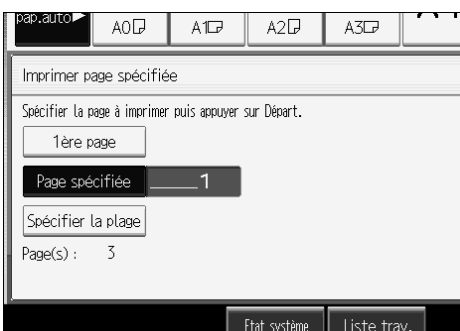 pap.auto►
A0 A1 A2 A3
Imprimer page spécifiée
Spécifier la page à imprimer puis appuyer sur Départ.
1ère page
Page spécifiée 1
Spécifier la plage
Page(s) : 3
Etat système Liste trav.